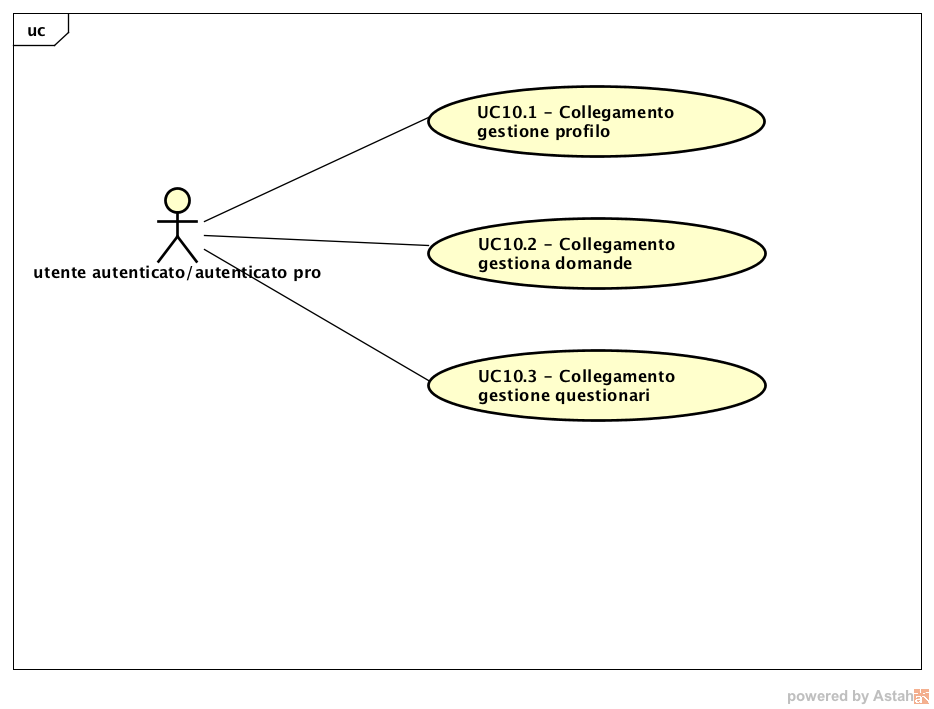 uc
UC10.1 - Collegamento
gestione profilo
utente autenticato/autenticato pro
UC10.2 - Collegamento
gestiona domande
UC10.3 - Collegamento
gestione questionari
powered by Astah